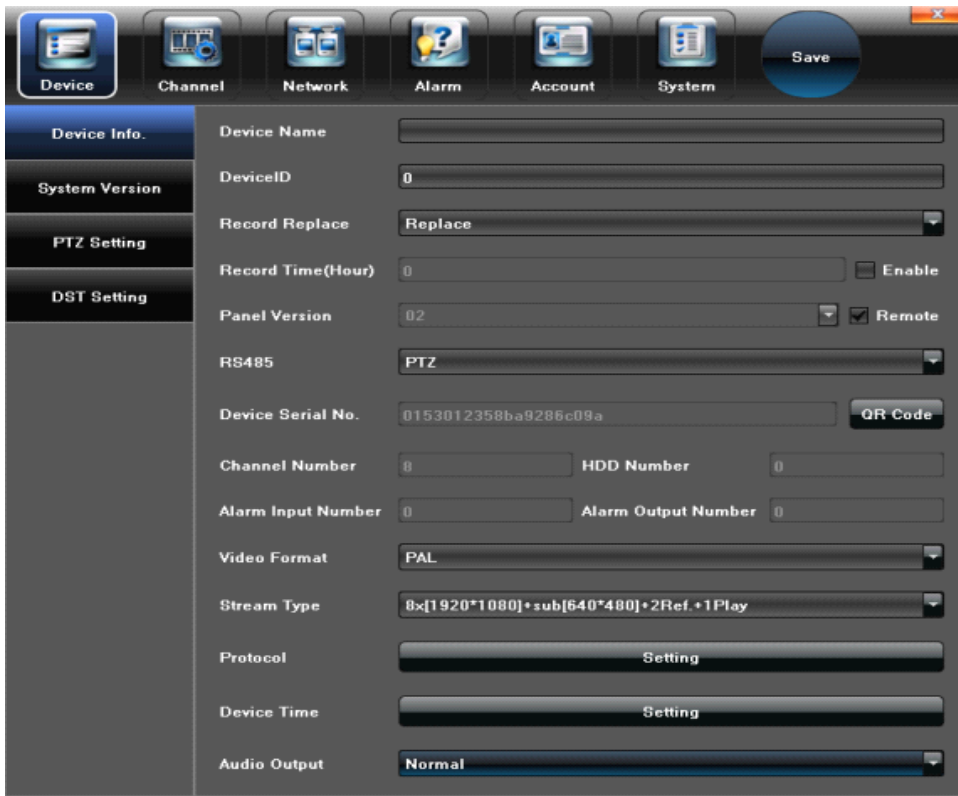 Device Channel Network Alarm Account System Save
Device Info.
System Version
PTZ Setting
DST Setting
Device Name
DeviceID 0
Record Replace Replace
Record Time(Hour) 0 Enable
Panel Version 02 Remote
RS485 PTZ
Device Serial No. 0153012358ba9286c09a QR Code
Channel Number 8 HDD Number 0
Alarm Input Number 0 Alarm Output Number 0
Video Format PAL
Stream Type 8x[1920*1080]+sub[640*480]+2Ref.+1Play
Protocol Setting
Device Time Setting
Audio Output Normal